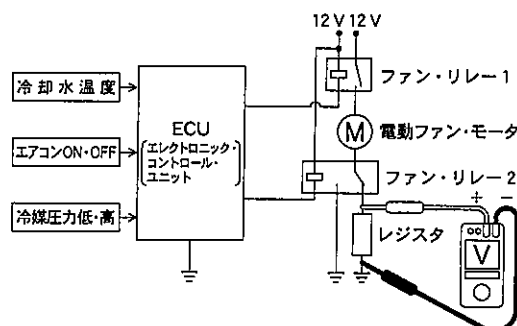 12V 12V
冷却水温度
エアコンON・OFF
冷媒圧力低・高
ECU
エレクトロニック・
コントロール・
ユニット
ファン・リレー1
M
電動ファン・モータ
ファン・リレー2
＋ −
レジスタ
V